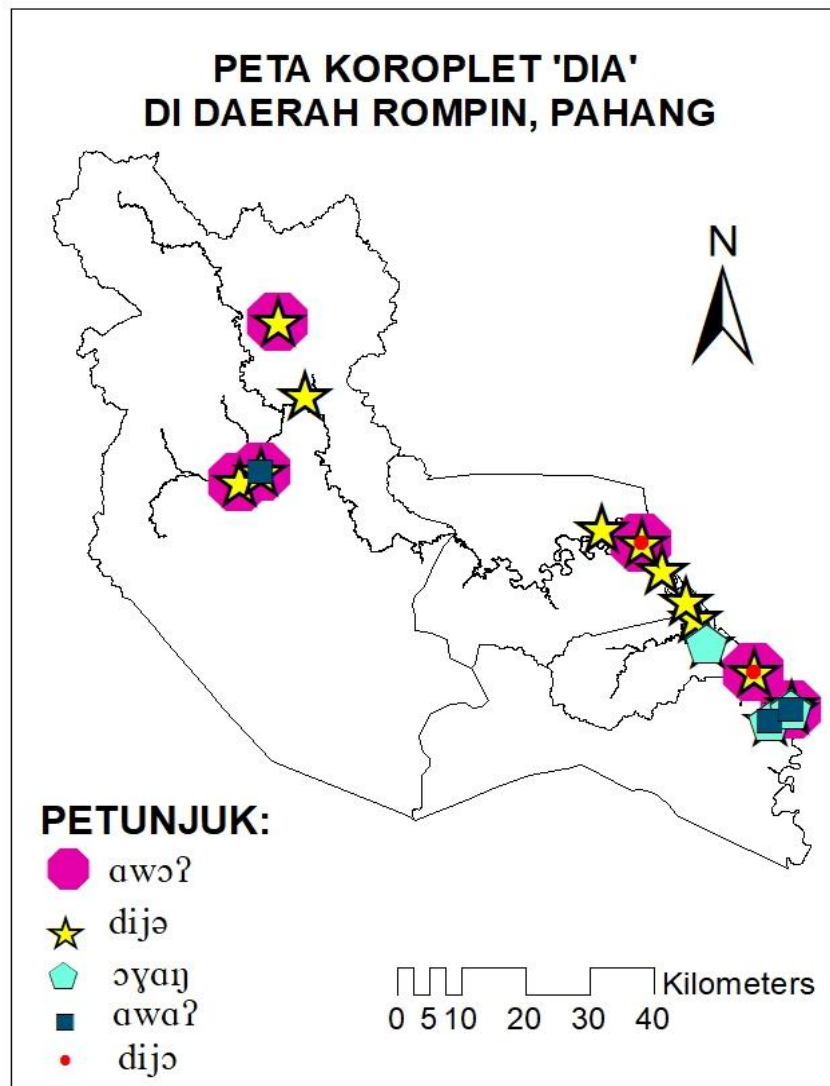 PETA KOROPLET 'DIA'
DI DAERAH ROMPIN, PAHANG
N
PETUNJUK:
ɑwɔʔ
dijə
ɔɣɑŋ
ɑwɑʔ
dijɔ
Kilometers
0 5 10 20 30 40